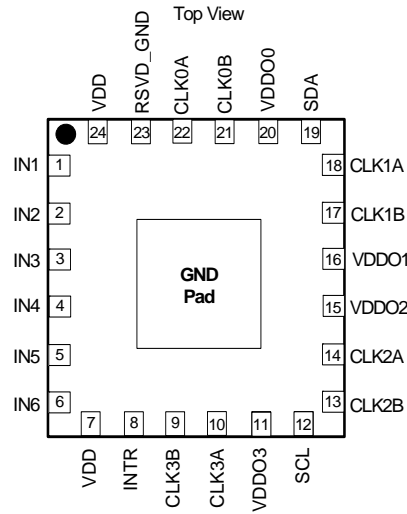 Top View
VDD
RSVD_GND
CLK0A
CLK0B
VDDO0
SDA
24
23
22
21
20
19
IN1 1
IN2 2
IN3 3
IN4 4
IN5 5
IN6 6
GND
Pad
18 CLK1A
17 CLK1B
16 VDDO1
15 VDDO2
14 CLK2A
13 CLK2B
7
8
9
10
11
12
VDD
INTR
CLK3B
CLK3A
VDDO3
SCL